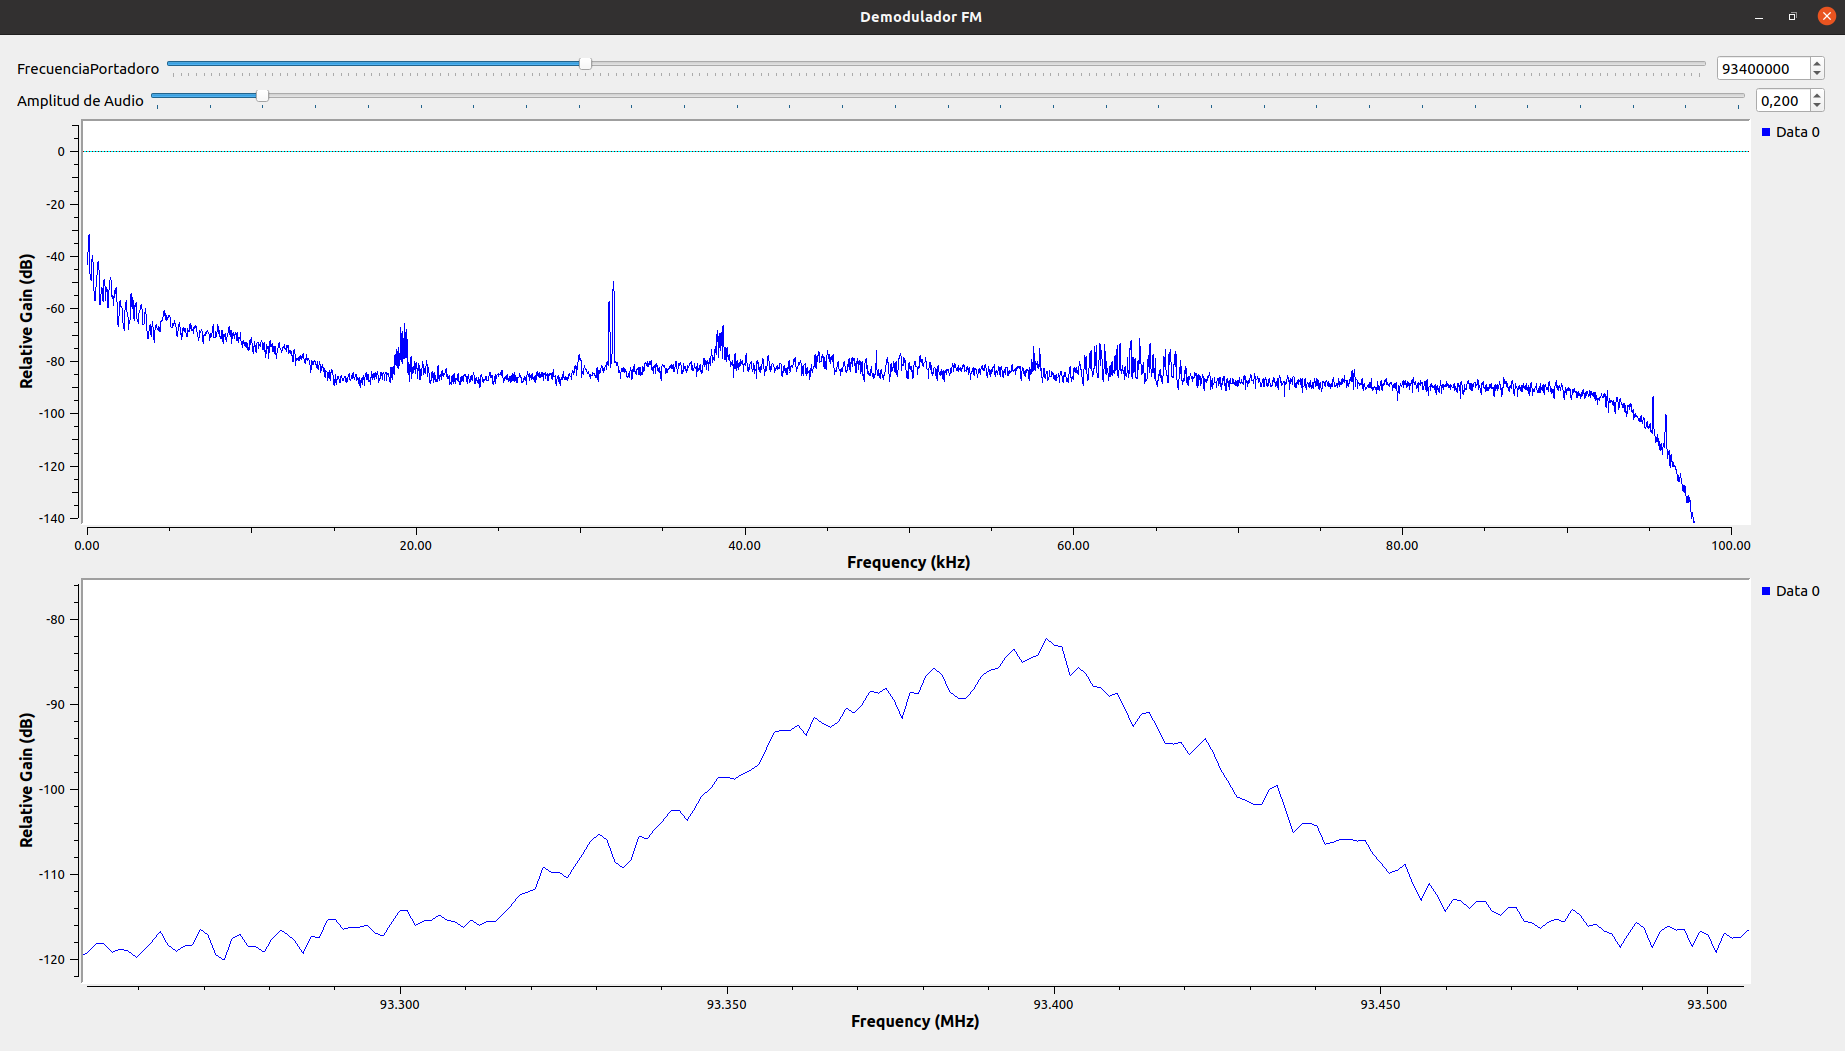 Demodulador FM
FrecuenciaPortadoro 93400000
Amplitud de Audio 0,200
Data 0
0
-20
-40
-60
-80
-100
-120
-140
Relative Gain (dB)
0.00 20.00 40.00 60.00 80.00 100.00
Frequency (kHz)
Data 0
-80
-90
-100
-110
-120
Relative Gain (dB)
93.300 93.350 93.400 93.450 93.500
Frequency (MHz)